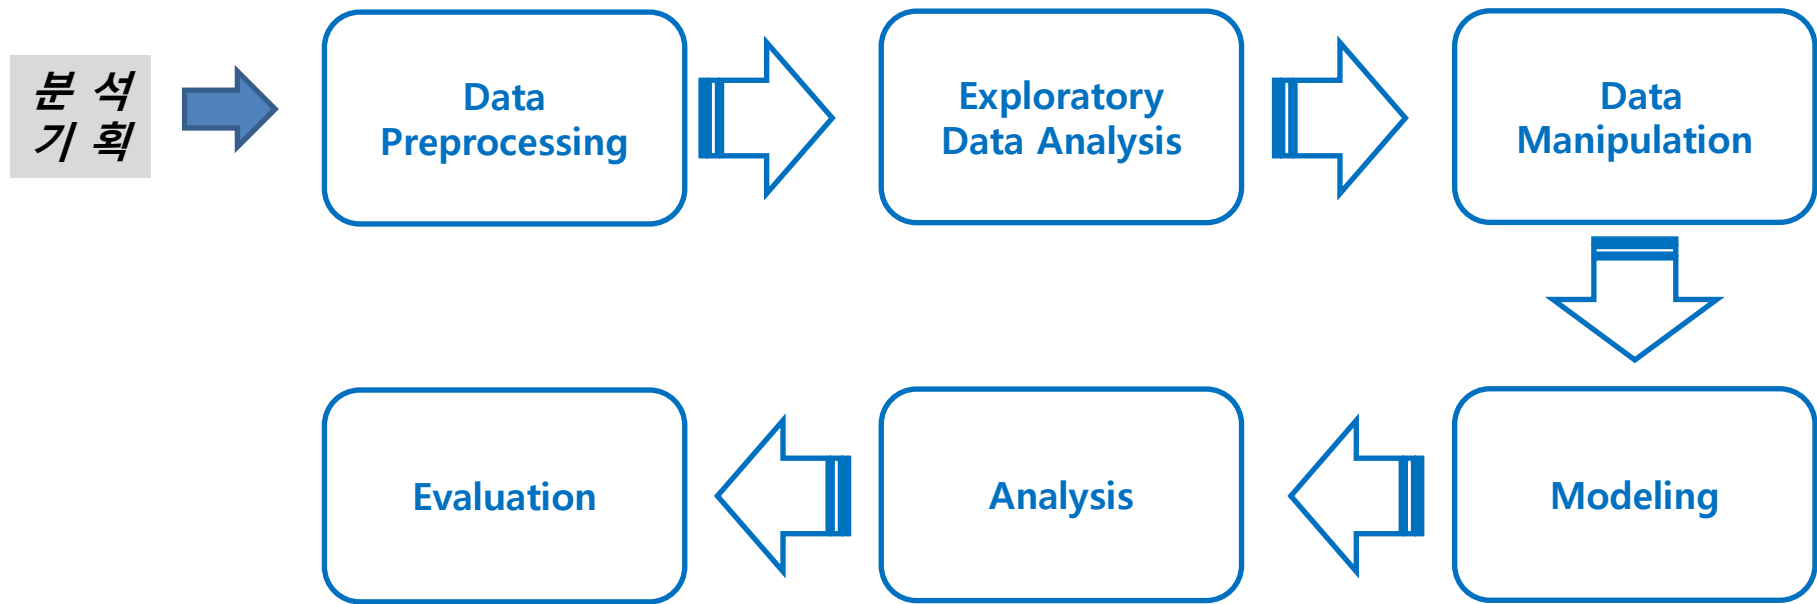 분 석
기 획
Data
Preprocessing
Exploratory
Data Analysis
Data
Manipulation
Modeling
Analysis
Evaluation